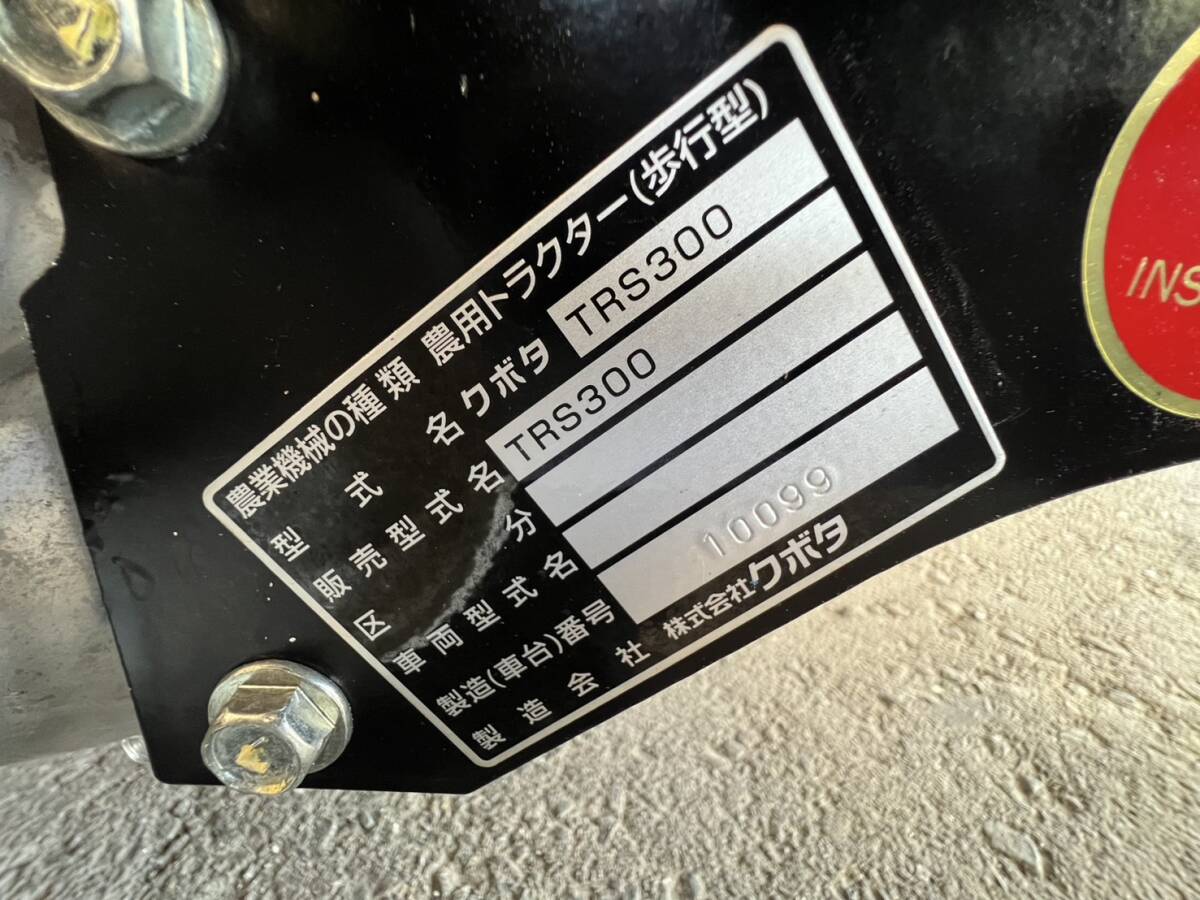 農業機械の種類 農用トラクター(歩行型)
型式名 クボタ TRS300
販売型式名 TRS300
区分
車両型式名
製造(車台)番号 10099
製造会社 株式会社クボタ
INS